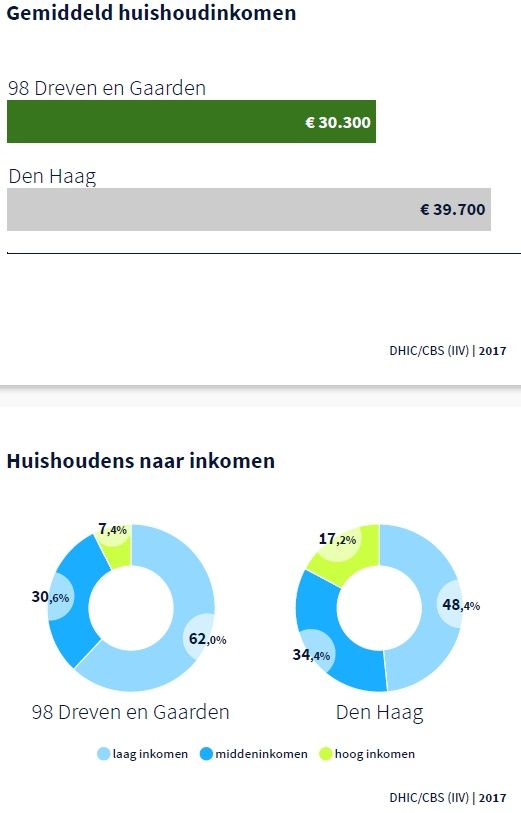 Gemiddeld huishoudinkomen
98 Dreven en Gaarden
€ 30.300
Den Haag
€ 39.700
DHIC/CBS (IIV) | 2017
Huishoudens naar inkomen
7,4%
30,6%
62,0%
98 Dreven en Gaarden
17,2%
48,4%
34,4%
Den Haag
laag inkomen middeninkomen hoog inkomen
DHIC/CBS (IIV) | 2017